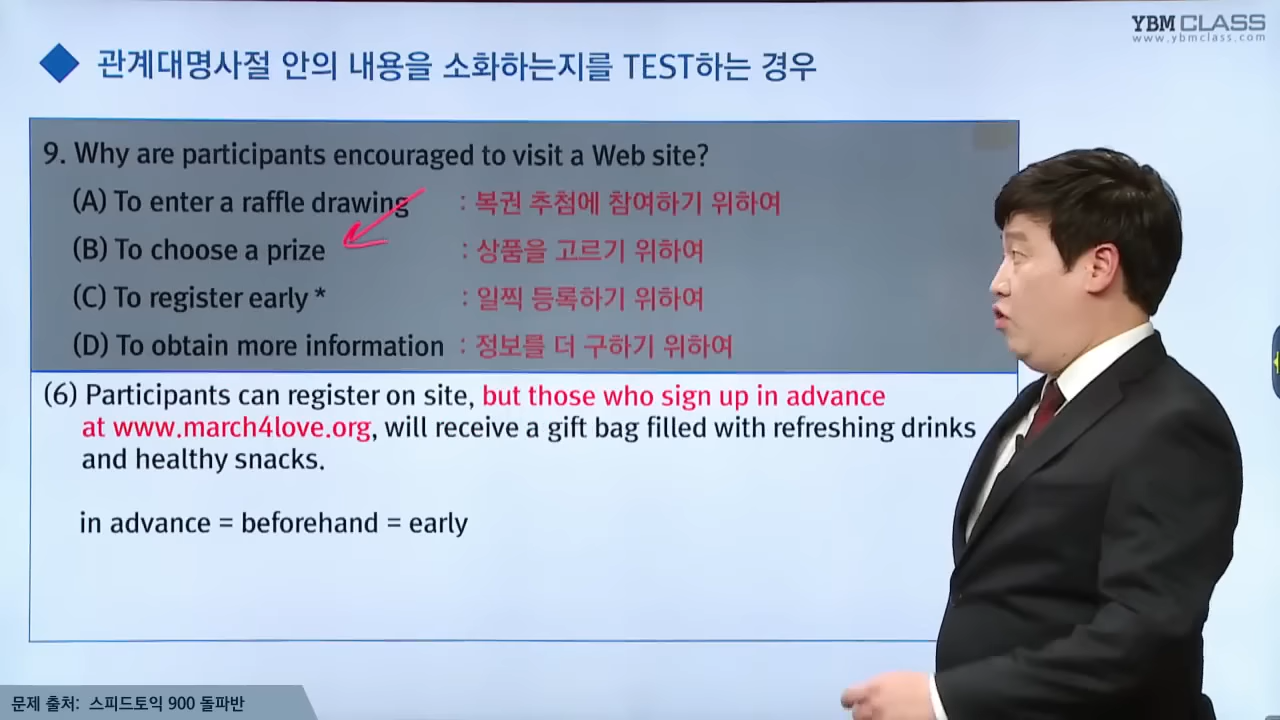 YBM CLASS
www.ybmclass.com
관계대명사절 안의 내용을 소화하는지를 TEST하는 경우
9. Why are participants encouraged to visit a Web site?
(A) To enter a raffle drawing : 복권 추첨에 참여하기 위하여
(B) To choose a prize : 상품을 고르기 위하여
(C) To register early * : 일찍 등록하기 위하여
(D) To obtain more information : 정보를 더 구하기 위하여
(6) Participants can register on site, but those who sign up in advance
at www.march4love.org, will receive a gift bag filled with refreshing drinks
and healthy snacks.
in advance = beforehand = early
문제 출처: 스피드토익 900 돌파반